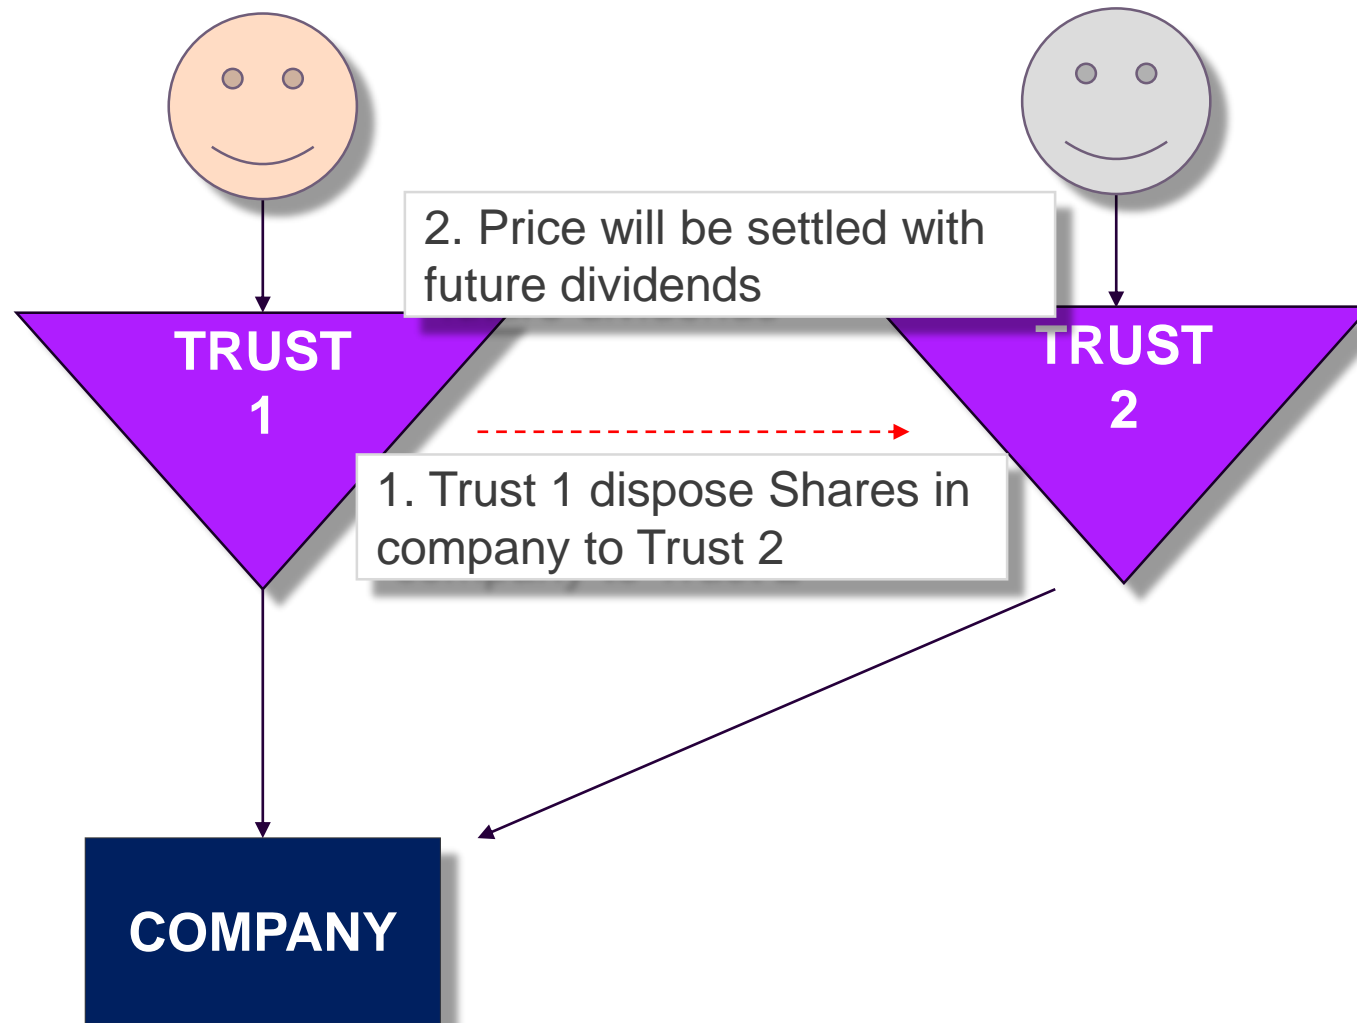 2. Price will be settled with
future dividends
TRUST
1
TRUST
2
1. Trust 1 dispose Shares in
company to Trust 2
COMPANY